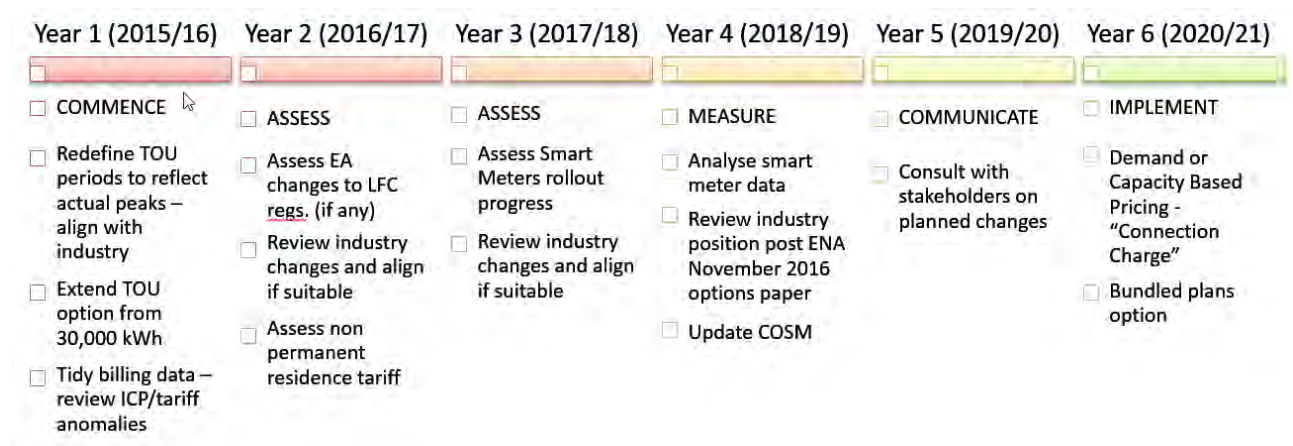 Year 1 (2015/16)
COMMENCE
Redefine TOU
periods to reflect
actual peaks –
align with
industry
Extend TOU
option from
30,000 kWh
Tidy billing data –
review ICP/tariff
anomalies
Year 2 (2016/17)
ASSESS
Assess EA
changes to LFC
regs. (if any)
Review industry
changes and align
if suitable
Assess non
permanent
residence tariff
Year 3 (2017/18)
ASSESS
Assess Smart
Meters rollout
progress
Review industry
changes and align
if suitable
Year 4 (2018/19)
MEASURE
Analyse smart
meter data
Review industry
position post ENA
November 2016
options paper
Update COSM
Year 5 (2019/20)
COMMUNICATE
Consult with
stakeholders on
planned changes
Year 6 (2020/21)
IMPLEMENT
Demand or
Capacity Based
Pricing -
“Connection
Charge”
Bundled plans
option